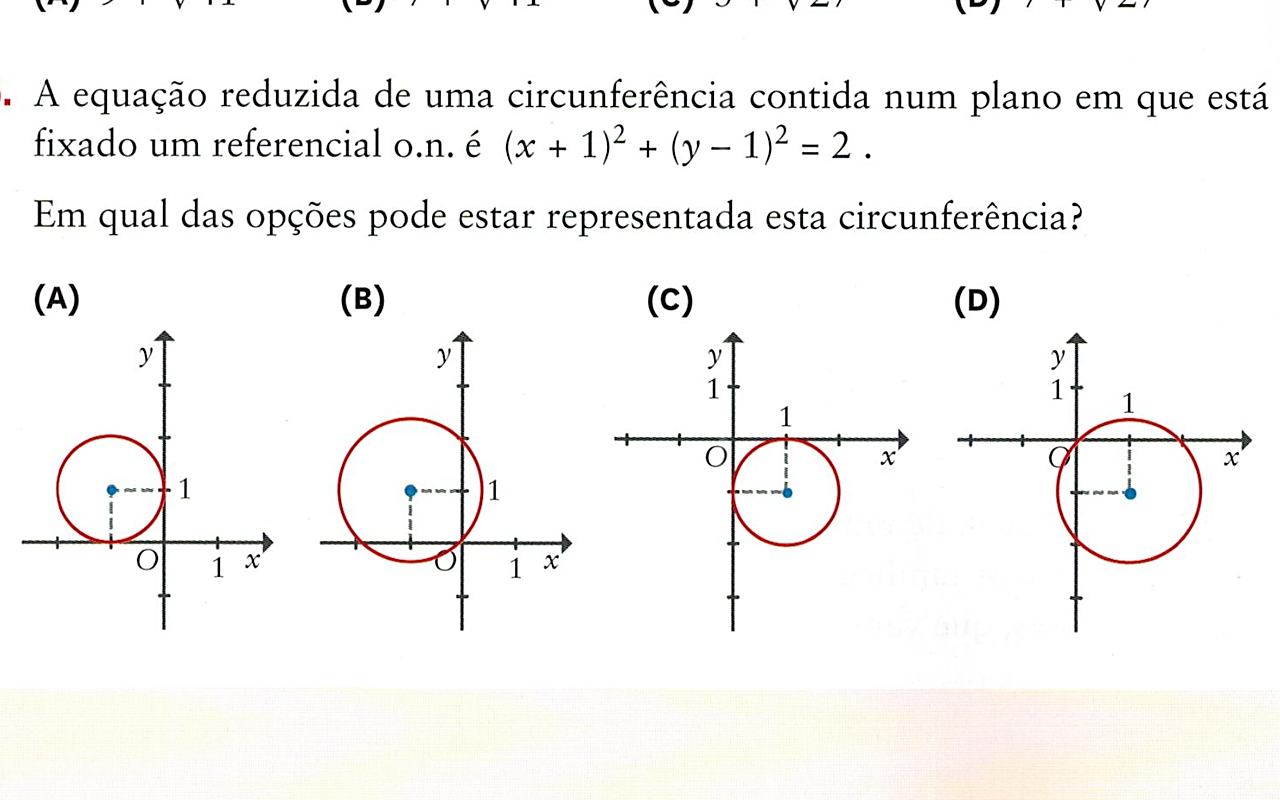 A equação reduzida de uma circunferência contida num plano em que está
fixado um referencial o.n. é (x + 1)² + (y – 1)² = 2 .
Em qual das opções pode estar representada esta circunferência?
(A) (B) (C) (D)
y y y y
1 1
1 1
O x O x
1 1
O 1 x O 1 x